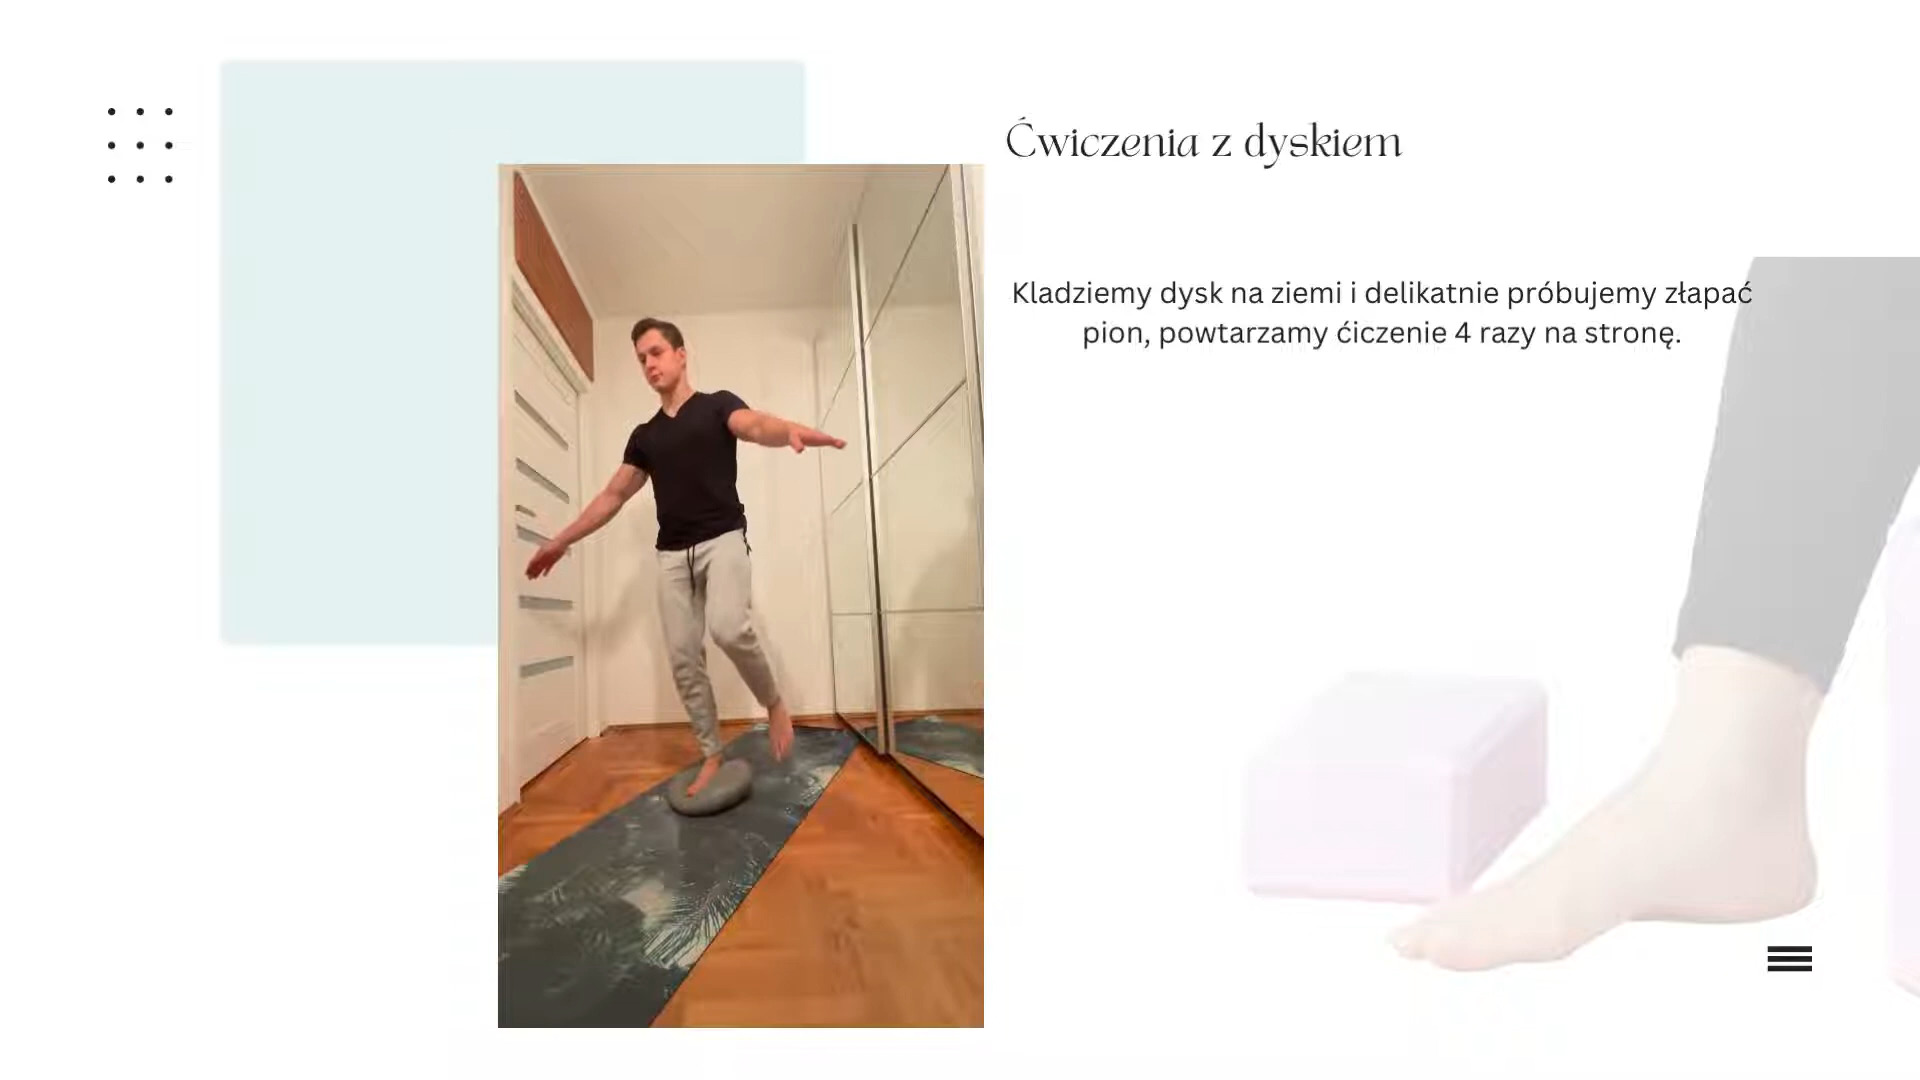 Ćwiczenia z dyskiem
Kladziemy dysk na ziemi i delikatnie próbujemy złapać
pion, powtarzamy ćiczenie 4 razy na stronę.